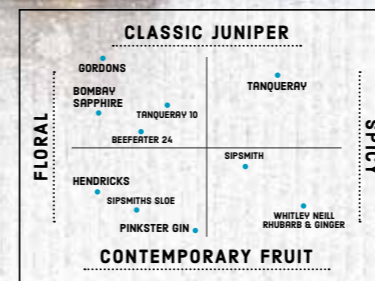 CLASSIC JUNIPER
GORDONS
TANQUERAY
BOMBAY
SAPPHIRE
TANQUERAY 10
BEEFEATER 24
FLORAL
SPICY
SIPSMITH
HENDRICKS
SIPSMITHS SLOE
WHITLEY NEILL
RHUBARB & GINGER
PINKSTER GIN
CONTEMPORARY FRUIT